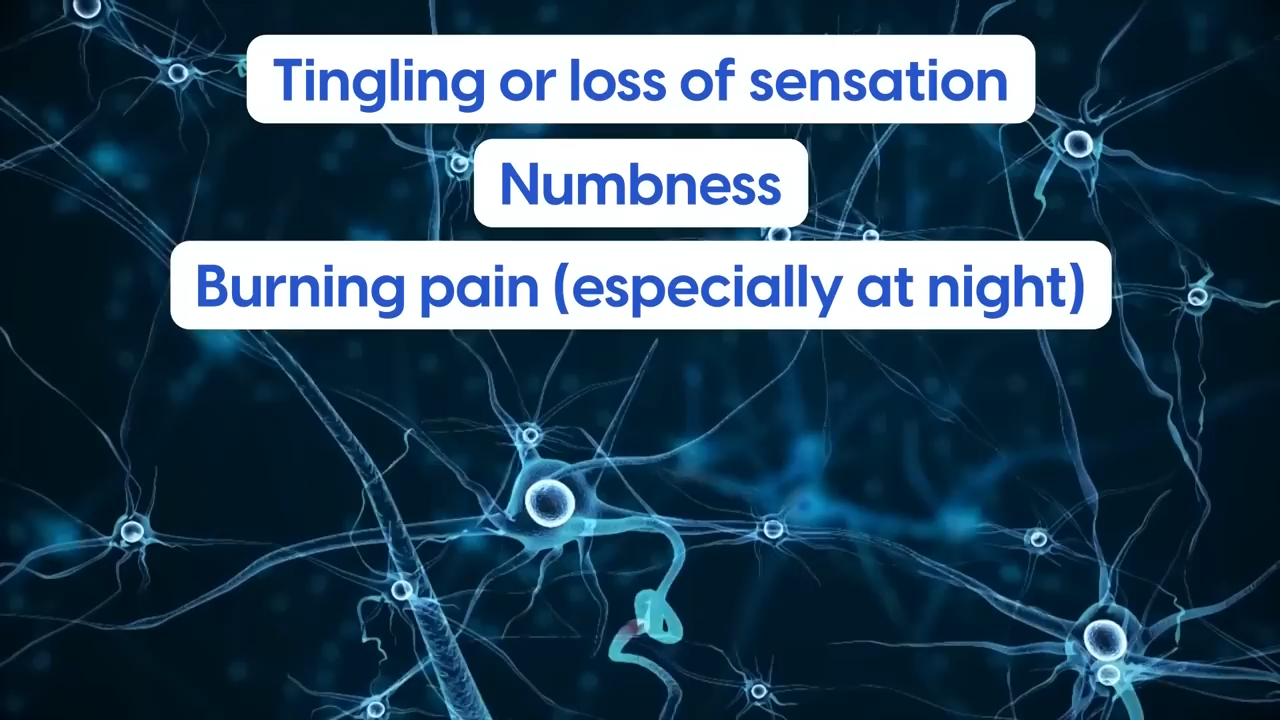 Tingling or loss of sensation
Numbness
Burning pain (especially at night)